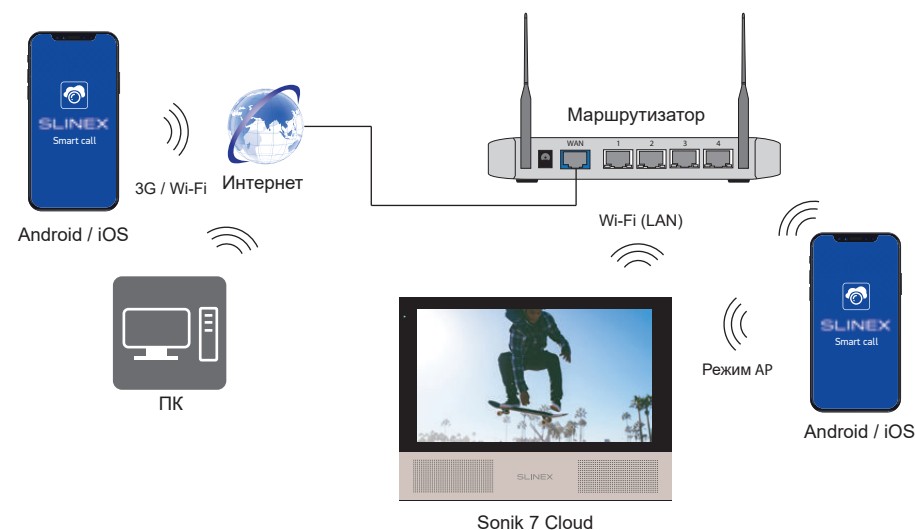 SLINEX
Smart call
3G / Wi-Fi
Интернет
Android / iOS
ПК
Маршрутизатор
WAN
1
2
3
4
Wi-Fi (LAN)
SLINEX
Smart call
Режим AP
Android / iOS
SLINEX
Sonik 7 Cloud